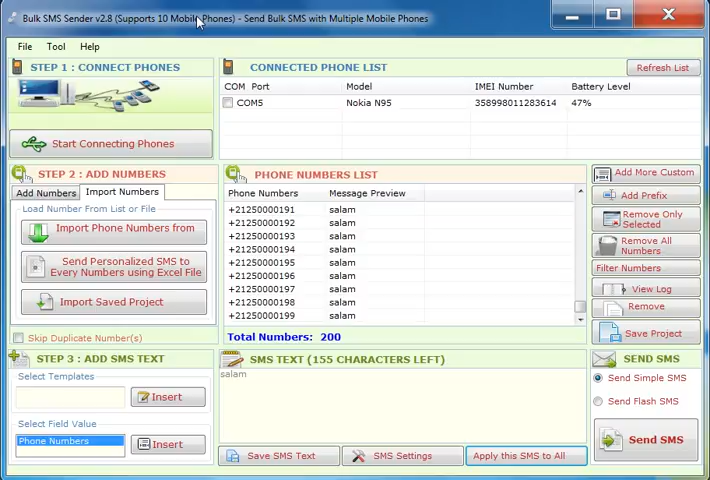 Bulk SMS Sender v2.8 (Supports 10 Mobile Phones) - Send Bulk SMS with Multiple Mobile Phones
File Tool Help
STEP 1 : CONNECT PHONES
Start Connecting Phones
CONNECTED PHONE LIST
Refresh List
COM Port Model IMEI Number Battery Level
COM5 Nokia N95 358998011283614 47%
STEP 2 : ADD NUMBERS
Add Numbers Import Numbers
Load Number From List or File
Import Phone Numbers from
Send Personalized SMS to
Every Numbers using Excel File
Import Saved Project
Skip Duplicate Number(s)
PHONE NUMBERS LIST
Phone Numbers Message Preview
+21250000191 salam
+21250000192 salam
+21250000193 salam
+21250000194 salam
+21250000195 salam
+21250000196 salam
+21250000197 salam
+21250000198 salam
+21250000199 salam
Total Numbers: 200
Add More Custom
Add Prefix
Remove Only
Selected
Remove All
Numbers
Filter Numbers
View Log
Remove
Save Project
STEP 3 : ADD SMS TEXT
Select Templates
Insert
Select Field Value
Phone Numbers
Insert
SMS TEXT (155 CHARACTERS LEFT)
salam
Save SMS Text
SMS Settings
Apply this SMS to All
SEND SMS
Send Simple SMS
Send Flash SMS
Send SMS